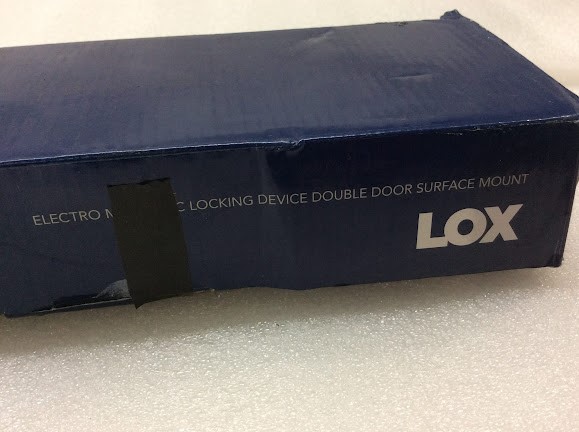 ELECTRO LOCKING DEVICE DOUBLE DOOR SURFACE MOUNT
LOX